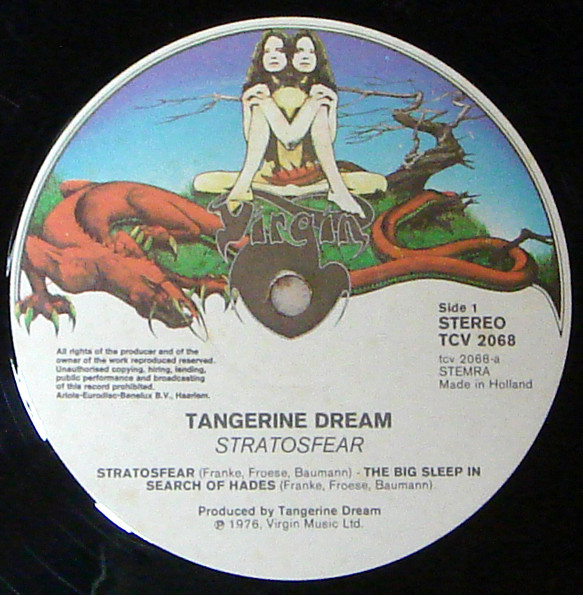 Virgin
Side 1
STEREO
TCV 2068
tcv 2068-a
STEMRA
Made in Holland
All rights of the producer and of the
owner of the work reproduced reserved.
Unauthorised copying, hiring, lending,
public performance and broadcasting
of this record prohibited.
Ariola-Eurodisc-Benelux B.V., Haarlem.
TANGERINE DREAM
STRATOSFEAR
STRATOSFEAR (Franke, Froese, Baumann) - THE BIG SLEEP IN
SEARCH OF HADES (Franke, Froese, Baumann)
Produced by Tangerine Dream
℗ 1976, Virgin Music Ltd.